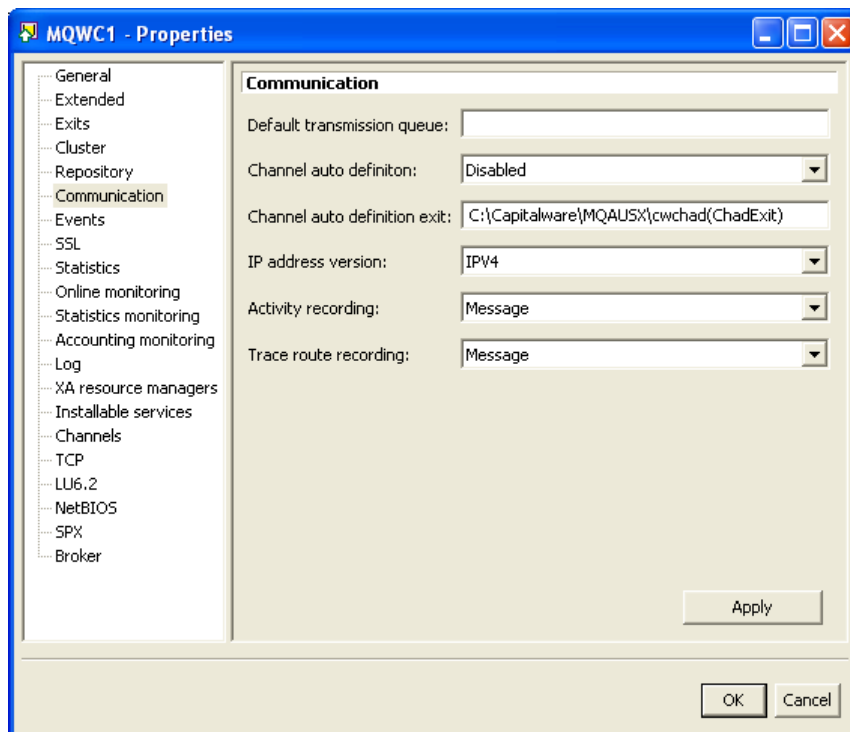 MQWC1 - Properties
General
Extended
Exits
Cluster
Repository
Communication
Events
SSL
Statistics
Online monitoring
Statistics monitoring
Accounting monitoring
Log
XA resource managers
Installable services
Channels
TCP
LU6.2
NetBIOS
SPX
Broker
Communication
Default transmission queue:
Channel auto definiton: Disabled
Channel auto definition exit: C:\Capitalware\MQAUSX\cwchad(ChadExit)
IP address version: IPV4
Activity recording: Message
Trace route recording: Message
Apply
OK Cancel